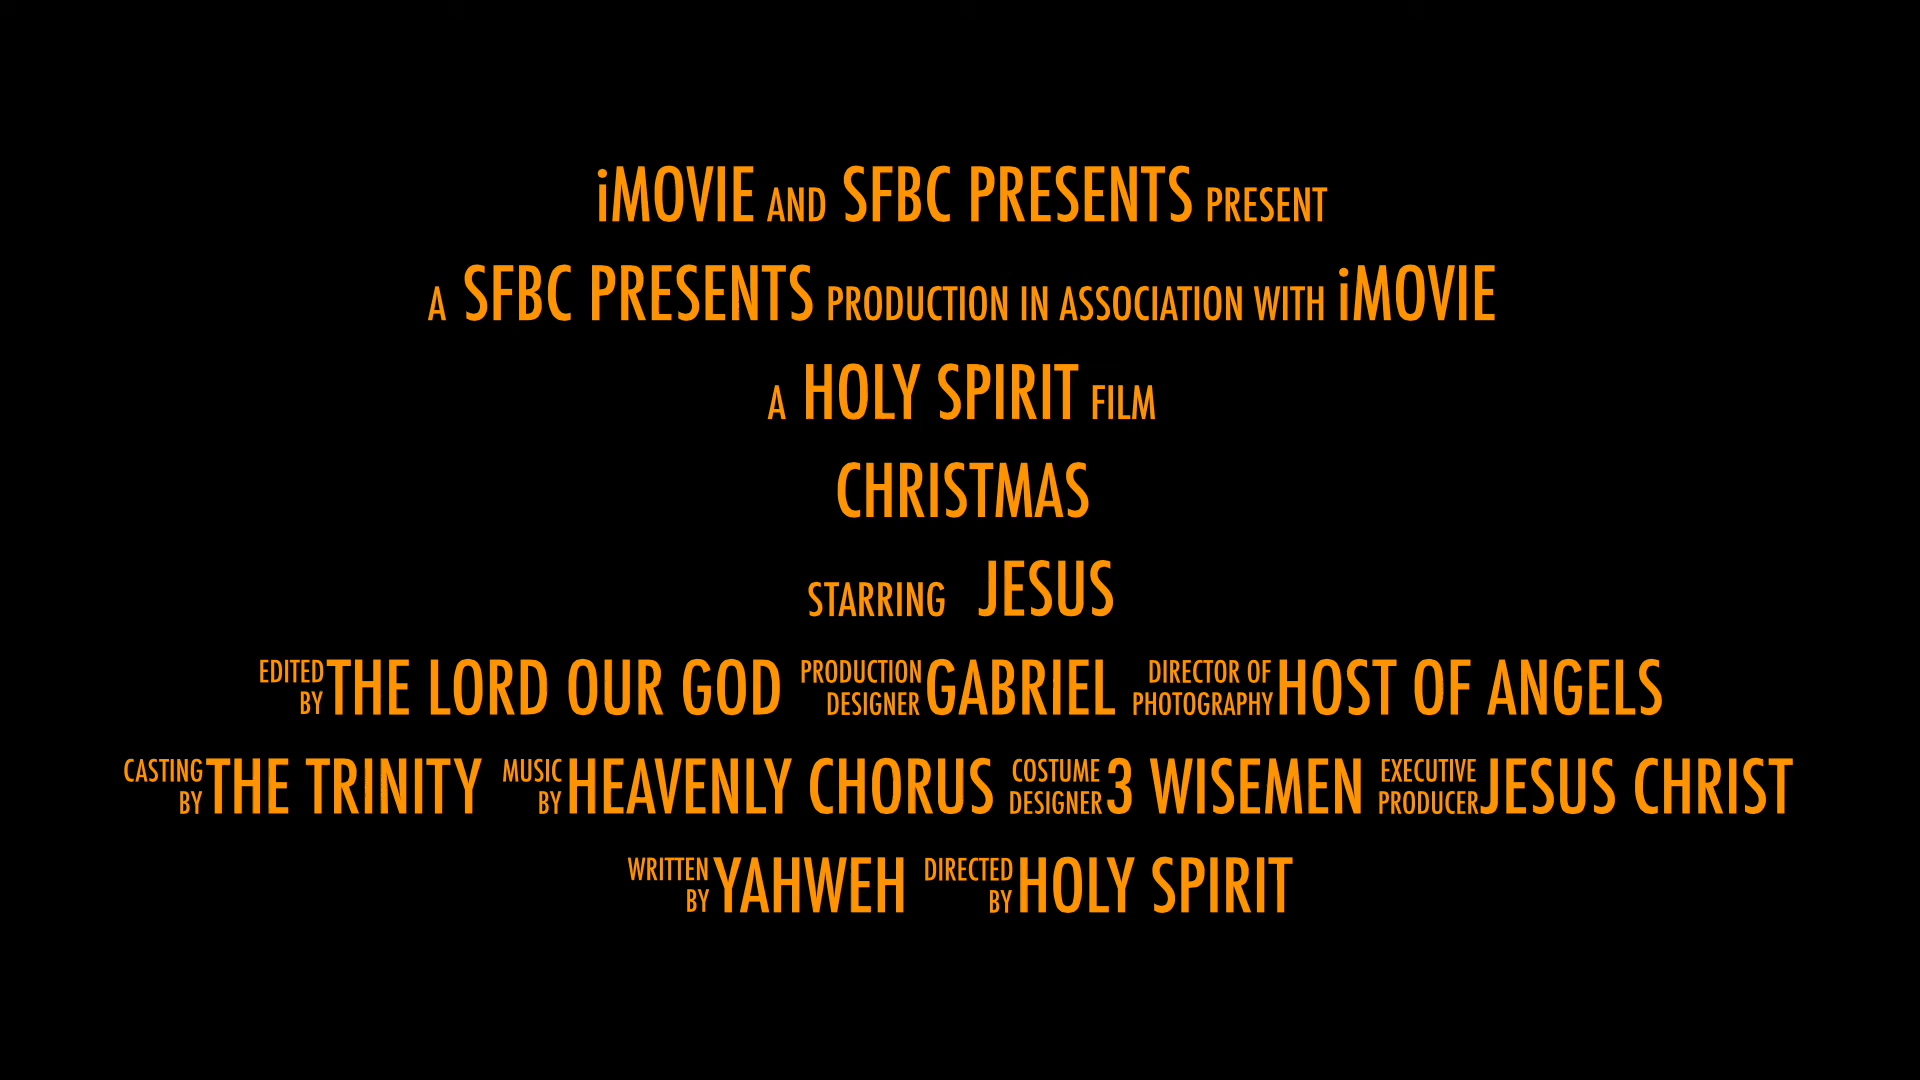 iMOVIE AND SFBC PRESENTS PRESENT
A SFBC PRESENTS PRODUCTION IN ASSOCIATION WITH iMOVIE
A HOLY SPIRIT FILM
CHRISTMAS
STARRING JESUS
EDITED BY THE LORD OUR GOD PRODUCTION DESIGNER GABRIEL DIRECTOR OF PHOTOGRAPHY HOST OF ANGELS
CASTING BY THE TRINITY MUSIC BY HEAVENLY CHORUS COSTUME DESIGNER 3 WISEMEN EXECUTIVE PRODUCER JESUS CHRIST
WRITTEN BY YAHWEH DIRECTED BY HOLY SPIRIT